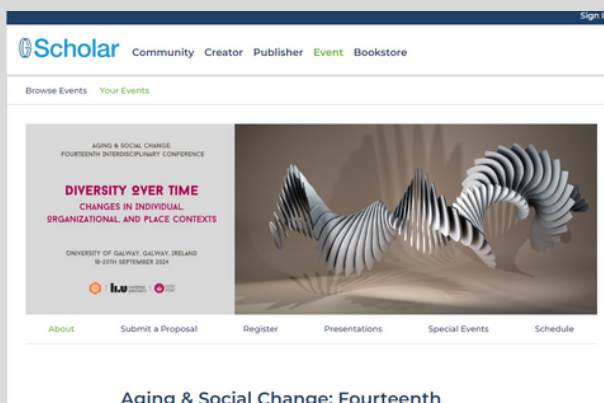 Sign I
CGScholar Community Creator Publisher Event Bookstore
Browse Events Your Events
AGING & SOCIAL CHANGE:
FOURTEENTH INTERDISCIPLINARY CONFERENCE
DIVERSITY OVER TIME
CHANGES IN INDIVIDUAL,
ORGANIZATIONAL, AND PLACE CONTEXTS
UNIVERSITY OF GALWAY, GALWAY, IRELAND
18-20TH SEPTEMBER 2024
About Submit a Proposal Register Presentations Special Events Schedule
Aging & Social Change: Fourteenth